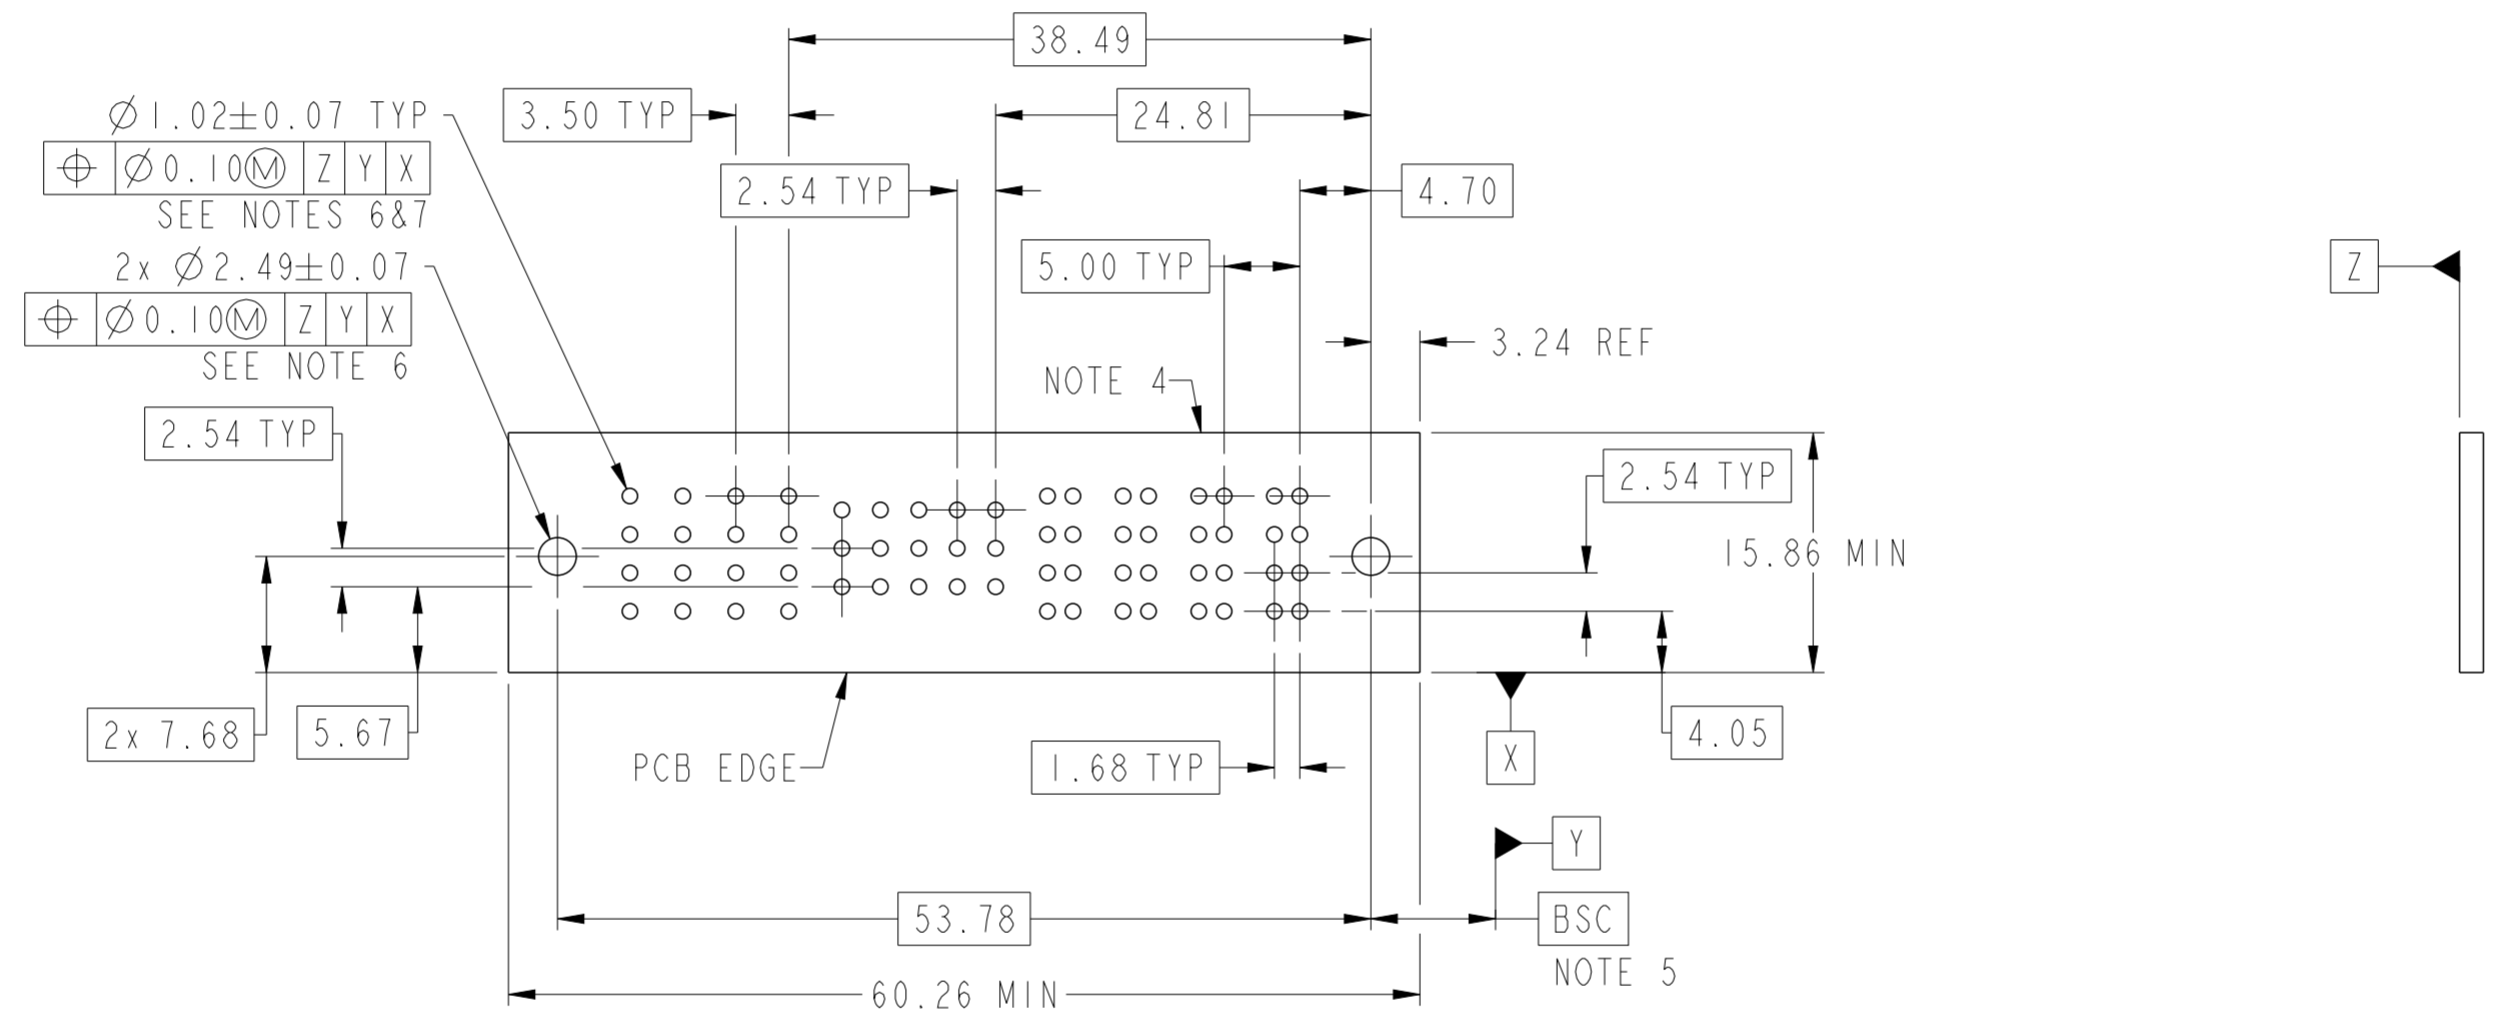 38.49
3.50 TYP
24.81
Ø1.02±0.07 TYP
⌖ Ø0.10Ⓜ Z Y X
SEE NOTES 6&7
2.54 TYP
4.70
2x Ø2.49±0.07
⌖ Ø0.10Ⓜ Z Y X
SEE NOTE 6
5.00 TYP
Z
3.24 REF
NOTE 4
2.54 TYP
2.54 TYP
15.86 MIN
2x 7.68
5.67
PCB EDGE
1.68 TYP
X
4.05
Y
53.78
BSC
NOTE 5
60.26 MIN